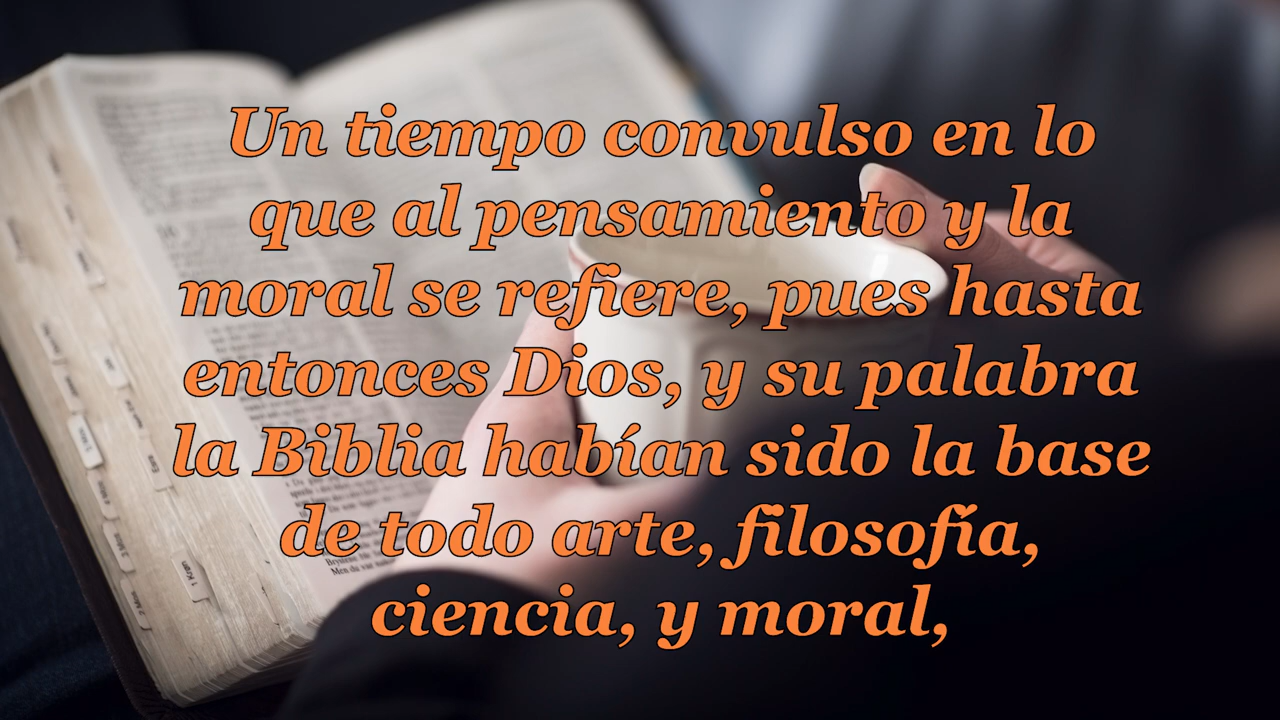 Un tiempo convulso en lo
que al pensamiento y la
moral se refiere, pues hasta
entonces Dios, y su palabra
la Biblia habían sido la base
de todo arte, filosofía,
ciencia, y moral,